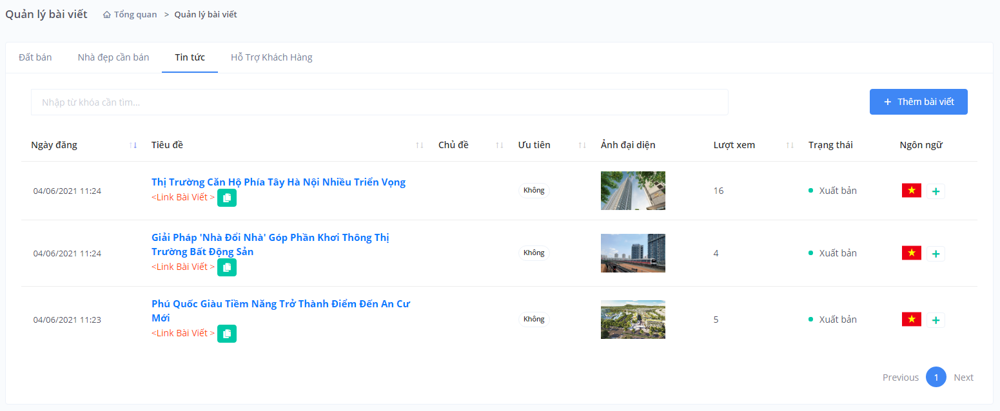 Quản lý bài viết Tổng quan > Quản lý bài viết
Đất bán Nhà đẹp cần bán Tin tức Hỗ Trợ Khách Hàng
Nhập từ khóa cần tìm...
+ Thêm bài viết
Ngày đăng Tiêu đề Chủ đề Ưu tiên Ảnh đại diện Lượt xem Trạng thái Ngôn ngữ
04/06/2021 11:24
Thị Trường Căn Hộ Phía Tây Hà Nội Nhiều Triển Vọng
<Link Bài Viết >
Không
16
Xuất bản
04/06/2021 11:24
Giải Pháp 'Nhà Đổi Nhà' Góp Phần Khơi Thông Thị
Trường Bất Động Sản
<Link Bài Viết >
Không
4
Xuất bản
04/06/2021 11:23
Phú Quốc Giàu Tiềm Năng Trở Thành Điểm Đến An Cư
Mới
<Link Bài Viết >
Không
5
Xuất bản
Previous 1 Next